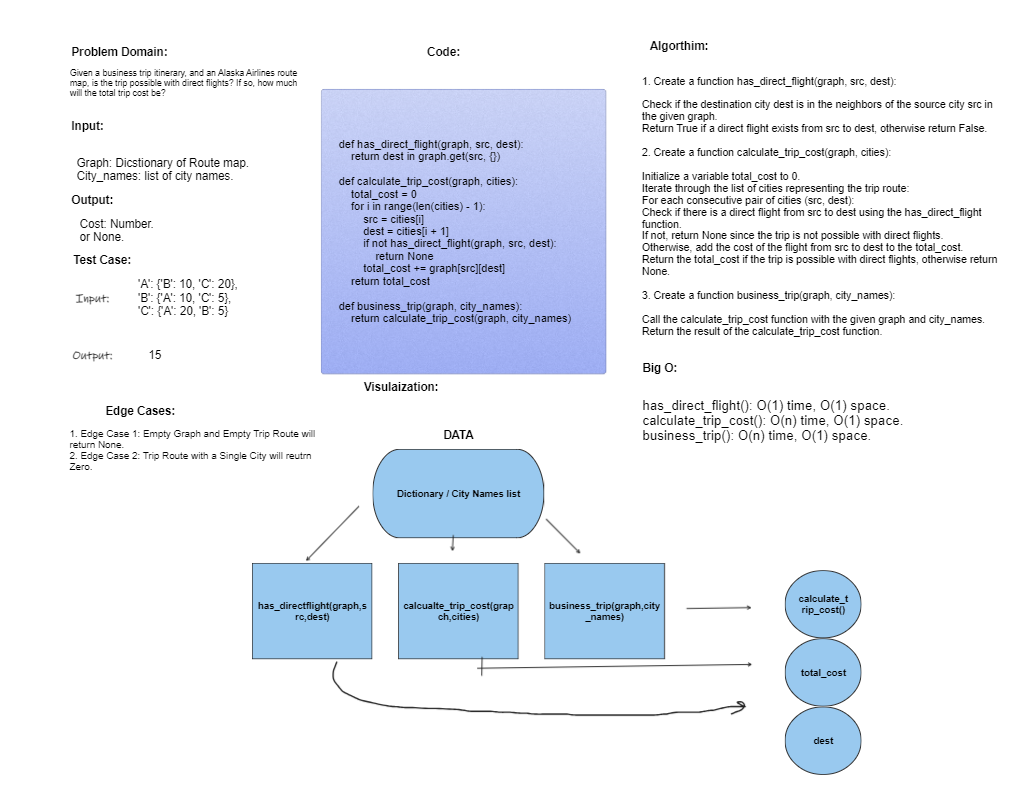 Problem Domain:
Given a business trip itinerary, and an Alaska Airlines route
map, is the trip possible with direct flights? If so, how much
will the total trip cost be?
Input:
Graph: Dicstionary of Route map.
City_names: list of city names.
Output:
Cost: Number.
or None.
Test Case:
Input:
'A': {'B': 10, 'C': 20},
'B': {'A': 10, 'C': 5},
'C': {'A': 20, 'B': 5}
Output:
15
Edge Cases:
1. Edge Case 1: Empty Graph and Empty Trip Route will
return None.
2. Edge Case 2: Trip Route with a Single City will reutrn
Zero.
Code:
def has_direct_flight(graph, src, dest):
return dest in graph.get(src, {})
def calculate_trip_cost(graph, cities):
total_cost = 0
for i in range(len(cities) - 1):
src = cities[i]
dest = cities[i + 1]
if not has_direct_flight(graph, src, dest):
return None
total_cost += graph[src][dest]
return total_cost
def business_trip(graph, city_names):
return calculate_trip_cost(graph, city_names)
Algorthim:
1. Create a function has_direct_flight(graph, src, dest):
Check if the destination city dest is in the neighbors of the source city src in
the given graph.
Return True if a direct flight exists from src to dest, otherwise return False.
2. Create a function calculate_trip_cost(graph, cities):
Initialize a variable total_cost to 0.
Iterate through the list of cities representing the trip route:
For each consecutive pair of cities (src, dest):
Check if there is a direct flight from src to dest using the has_direct_flight
function.
If not, return None since the trip is not possible with direct flights.
Otherwise, add the cost of the flight from src to dest to the total_cost.
Return the total_cost if the trip is possible with direct flights, otherwise return
None.
3. Create a function business_trip(graph, city_names):
Call the calculate_trip_cost function with the given graph and city_names.
Return the result of the calculate_trip_cost function.
Big O:
has_direct_flight(): O(1) time, O(1) space.
calculate_trip_cost(): O(n) time, O(1) space.
business_trip(): O(n) time, O(1) space.
Visulaization:
DATA
Dictionary / City Names list
has_directflight(graph,s
rc,dest)
calcualte_trip_cost(grap
ch,cities)
business_trip(graph,city
_names)
calculate_t
rip_cost()
total_cost
dest